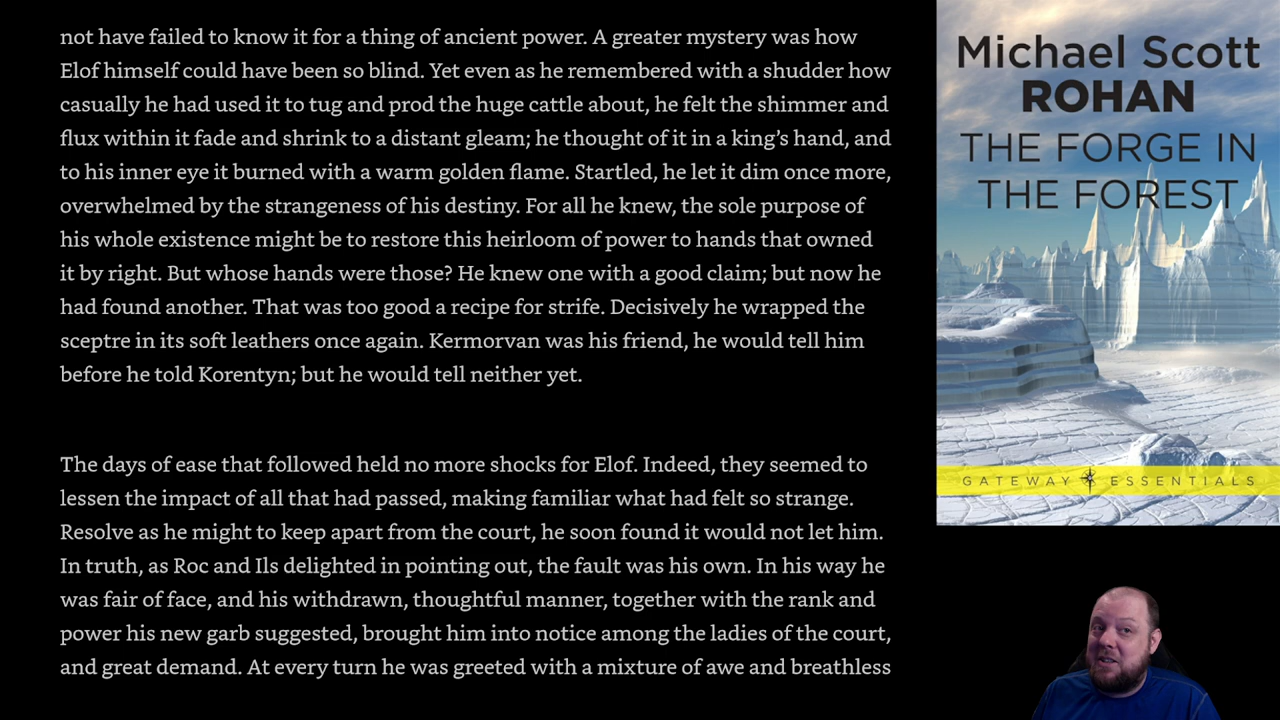 not have failed to know it for a thing of ancient power. A greater mystery was how
Elof himself could have been so blind. Yet even as he remembered with a shudder how
casually he had used it to tug and prod the huge cattle about, he felt the shimmer and
flux within it fade and shrink to a distant gleam; he thought of it in a king’s hand, and
to his inner eye it burned with a warm golden flame. Startled, he let it dim once more,
overwhelmed by the strangeness of his destiny. For all he knew, the sole purpose of
his whole existence might be to restore this heirloom of power to hands that owned
it by right. But whose hands were those? He knew one with a good claim; but now he
had found another. That was too good a recipe for strife. Decisively he wrapped the
sceptre in its soft leathers once again. Kermorvan was his friend, he would tell him
before he told Korentyn; but he would tell neither yet.
The days of ease that followed held no more shocks for Elof. Indeed, they seemed to
lessen the impact of all that had passed, making familiar what had felt so strange.
Resolve as he might to keep apart from the court, he soon found it would not let him.
In truth, as Roc and Ils delighted in pointing out, the fault was his own. In his way he
was fair of face, and his withdrawn, thoughtful manner, together with the rank and
power his new garb suggested, brought him into notice among the ladies of the court,
and great demand. At every turn he was greeted with a mixture of awe and breathless
Michael Scott
ROHAN
THE FORGE IN
THE FOREST
GATEWAY ESSENTIALS